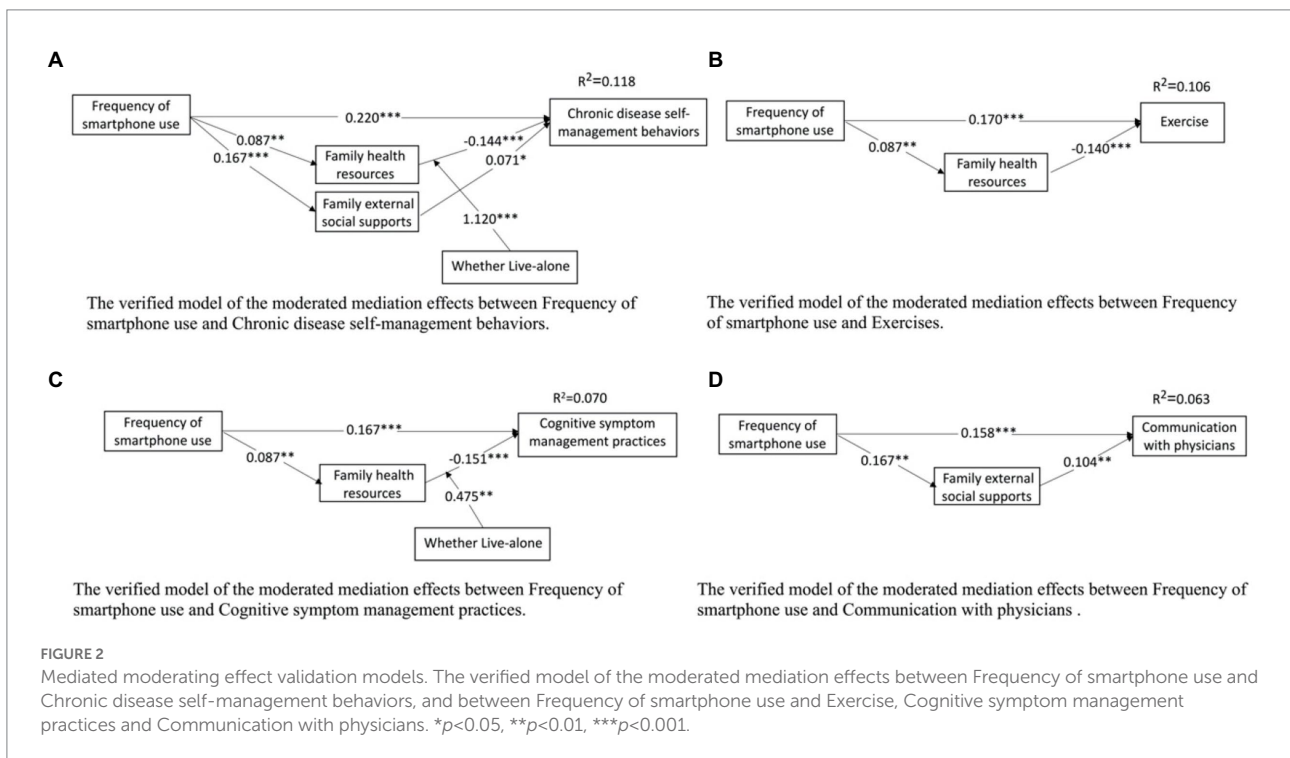 A
R²=0.118
Frequency of
smartphone use
0.220***
Chronic disease self-
management behaviors
0.087**
-0.144***
0.167***
Family health
resources
0.071*
Family external
social supports
1.120***
Whether Live-alone
The verified model of the moderated mediation effects between Frequency of
smartphone use and Chronic disease self-management behaviors.
B
R²=0.106
Frequency of
smartphone use
0.170***
Exercise
0.087**
-0.140***
Family health
resources
The verified model of the moderated mediation effects between Frequency
of smartphone use and Exercises.
C
R²=0.070
Frequency of
smartphone use
0.167***
Cognitive symptom
management practices
0.087**
-0.151***
Family health
resources
0.475**
Whether Live-alone
The verified model of the moderated mediation effects between Frequency of
smartphone use and Cognitive symptom management practices.
D
R²=0.063
Frequency of
smartphone use
0.158***
Communication
with physicians
0.167**
0.104**
Family external
social supports
The verified model of the moderated mediation effects between Frequency of
smartphone use and Communication with physicians .
FIGURE 2
Mediated moderating effect validation models. The verified model of the moderated mediation effects between Frequency of smartphone use and
Chronic disease self-management behaviors, and between Frequency of smartphone use and Exercise, Cognitive symptom management
practices and Communication with physicians. *p<0.05, **p<0.01, ***p<0.001.